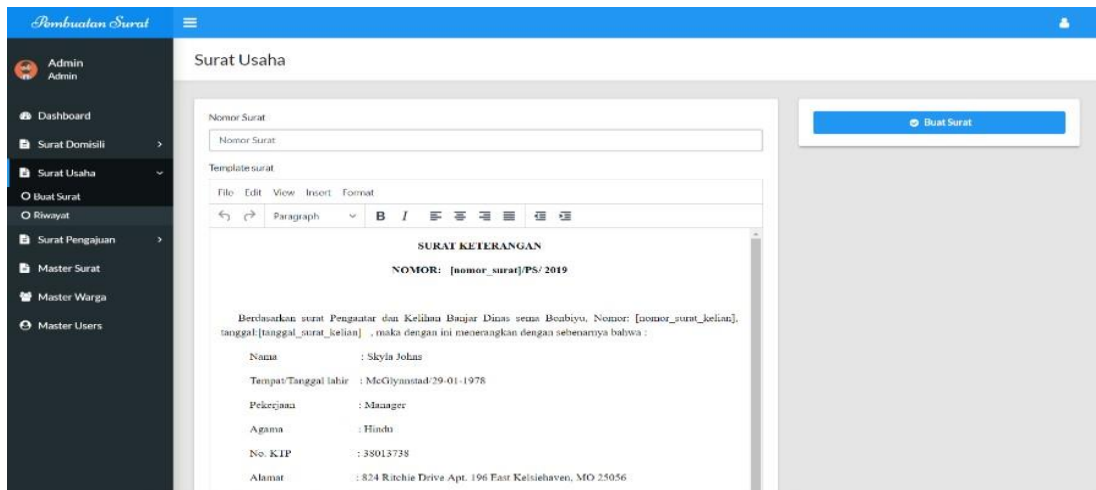 Pembuatan Surat
Admin
Admin
Dashboard
Surat Domisili
Surat Usaha
Buat Surat
Riwayat
Surat Pengajuan
Master Surat
Master Warga
Master Users
Surat Usaha
Nomor Surat
Nomor Surat
Template surat
File Edit View Insert Format
Paragraph B I
SURAT KETERANGAN
NOMOR: [nomor_surat]/PS/ 2019
Berdasarkan surat Pengantar dan Kelihan Banjar Dinas sema Bonbiyu, Nomor: [nomor_surat_kelian],
tanggal:[tanggal_surat_kelian] , maka dengan ini menerangkan dengan sebenarnya bahwa :
Nama : Skyla Johns
Tempat/Tanggal lahir : McGlynnstad/29-01-1978
Pekerjaan : Manager
Agama : Hindu
No. KTP : 38013738
Alamat : 824 Ritchie Drive Apt. 196 East Kelsiehaven, MO 25056
Buat Surat